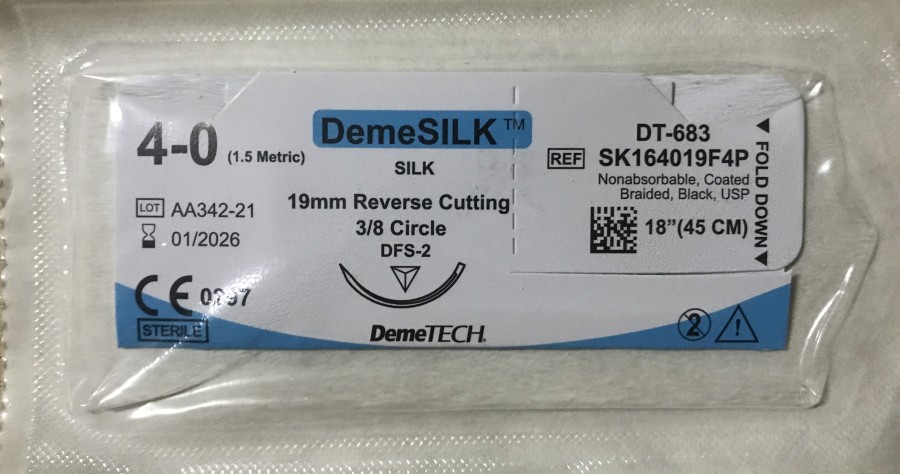 4-0 (1.5 Metric)
LOT AA342-21
01/2026
CE 0297
STERILE
DemeSILK™
SILK
19mm Reverse Cutting
3/8 Circle
DFS-2
DemeTECH®
DT-683
REF SK164019F4P
Nonabsorbable, Coated
Braided, Black, USP
18”(45 CM)
2
!
▼ FOLD DOWN ▼